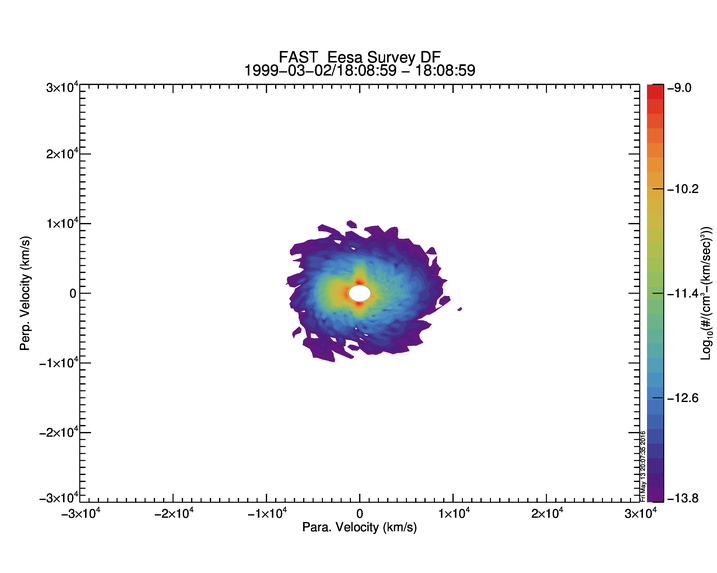 FAST Eesa Survey DF
1999-03-02/18:08:59 - 18:08:59
3×10⁴
2×10⁴
1×10⁴
0
−1×10⁴
−2×10⁴
−3×10⁴
Perp. Velocity (km/s)
−3×10⁴ −2×10⁴ −1×10⁴ 0 1×10⁴ 2×10⁴ 3×10⁴
Para. Velocity (km/s)
−9.0
−10.2
−11.4
−12.6
−13.8
Log₁₀(#/(cm³−(km/sec)³))